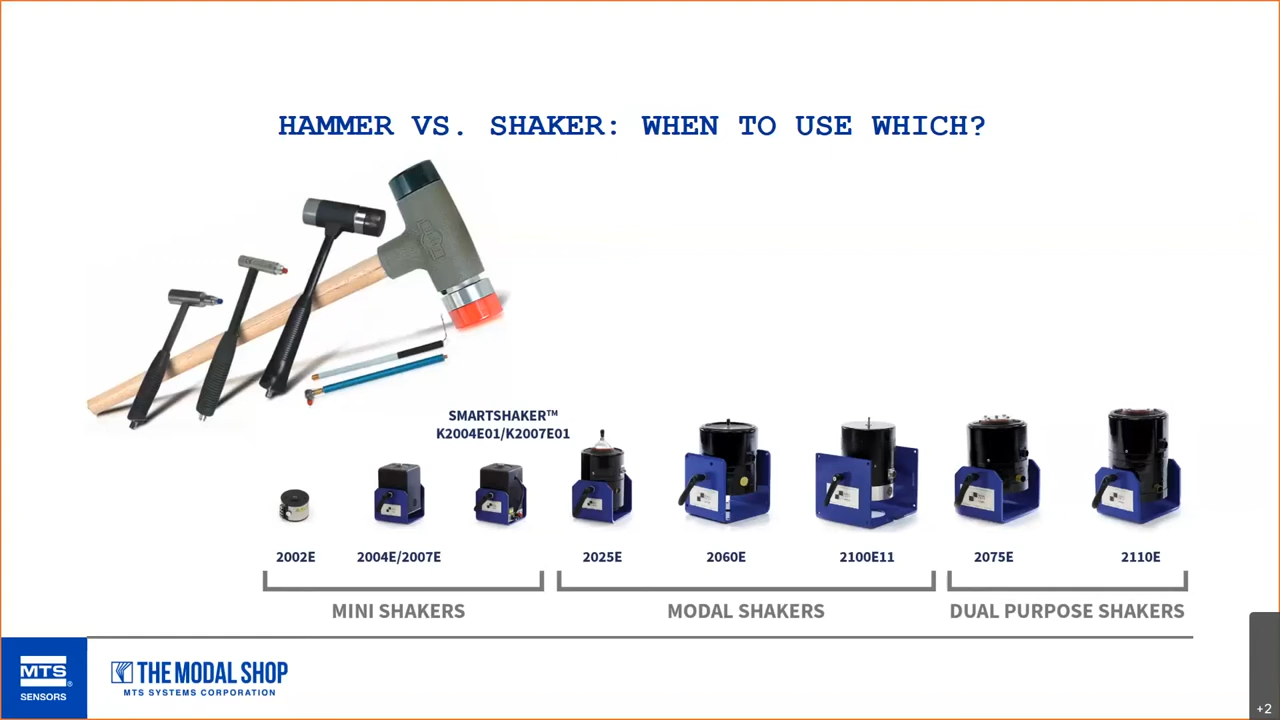 HAMMER VS. SHAKER: WHEN TO USE WHICH?
SMARTSHAKER™
K2004E01/K2007E01
2002E
2004E/2007E
2025E
2060E
2100E11
2075E
2110E
MINI SHAKERS
MODAL SHAKERS
DUAL PURPOSE SHAKERS
MTS®
SENSORS
THE MODAL SHOP
MTS SYSTEMS CORPORATION
+2